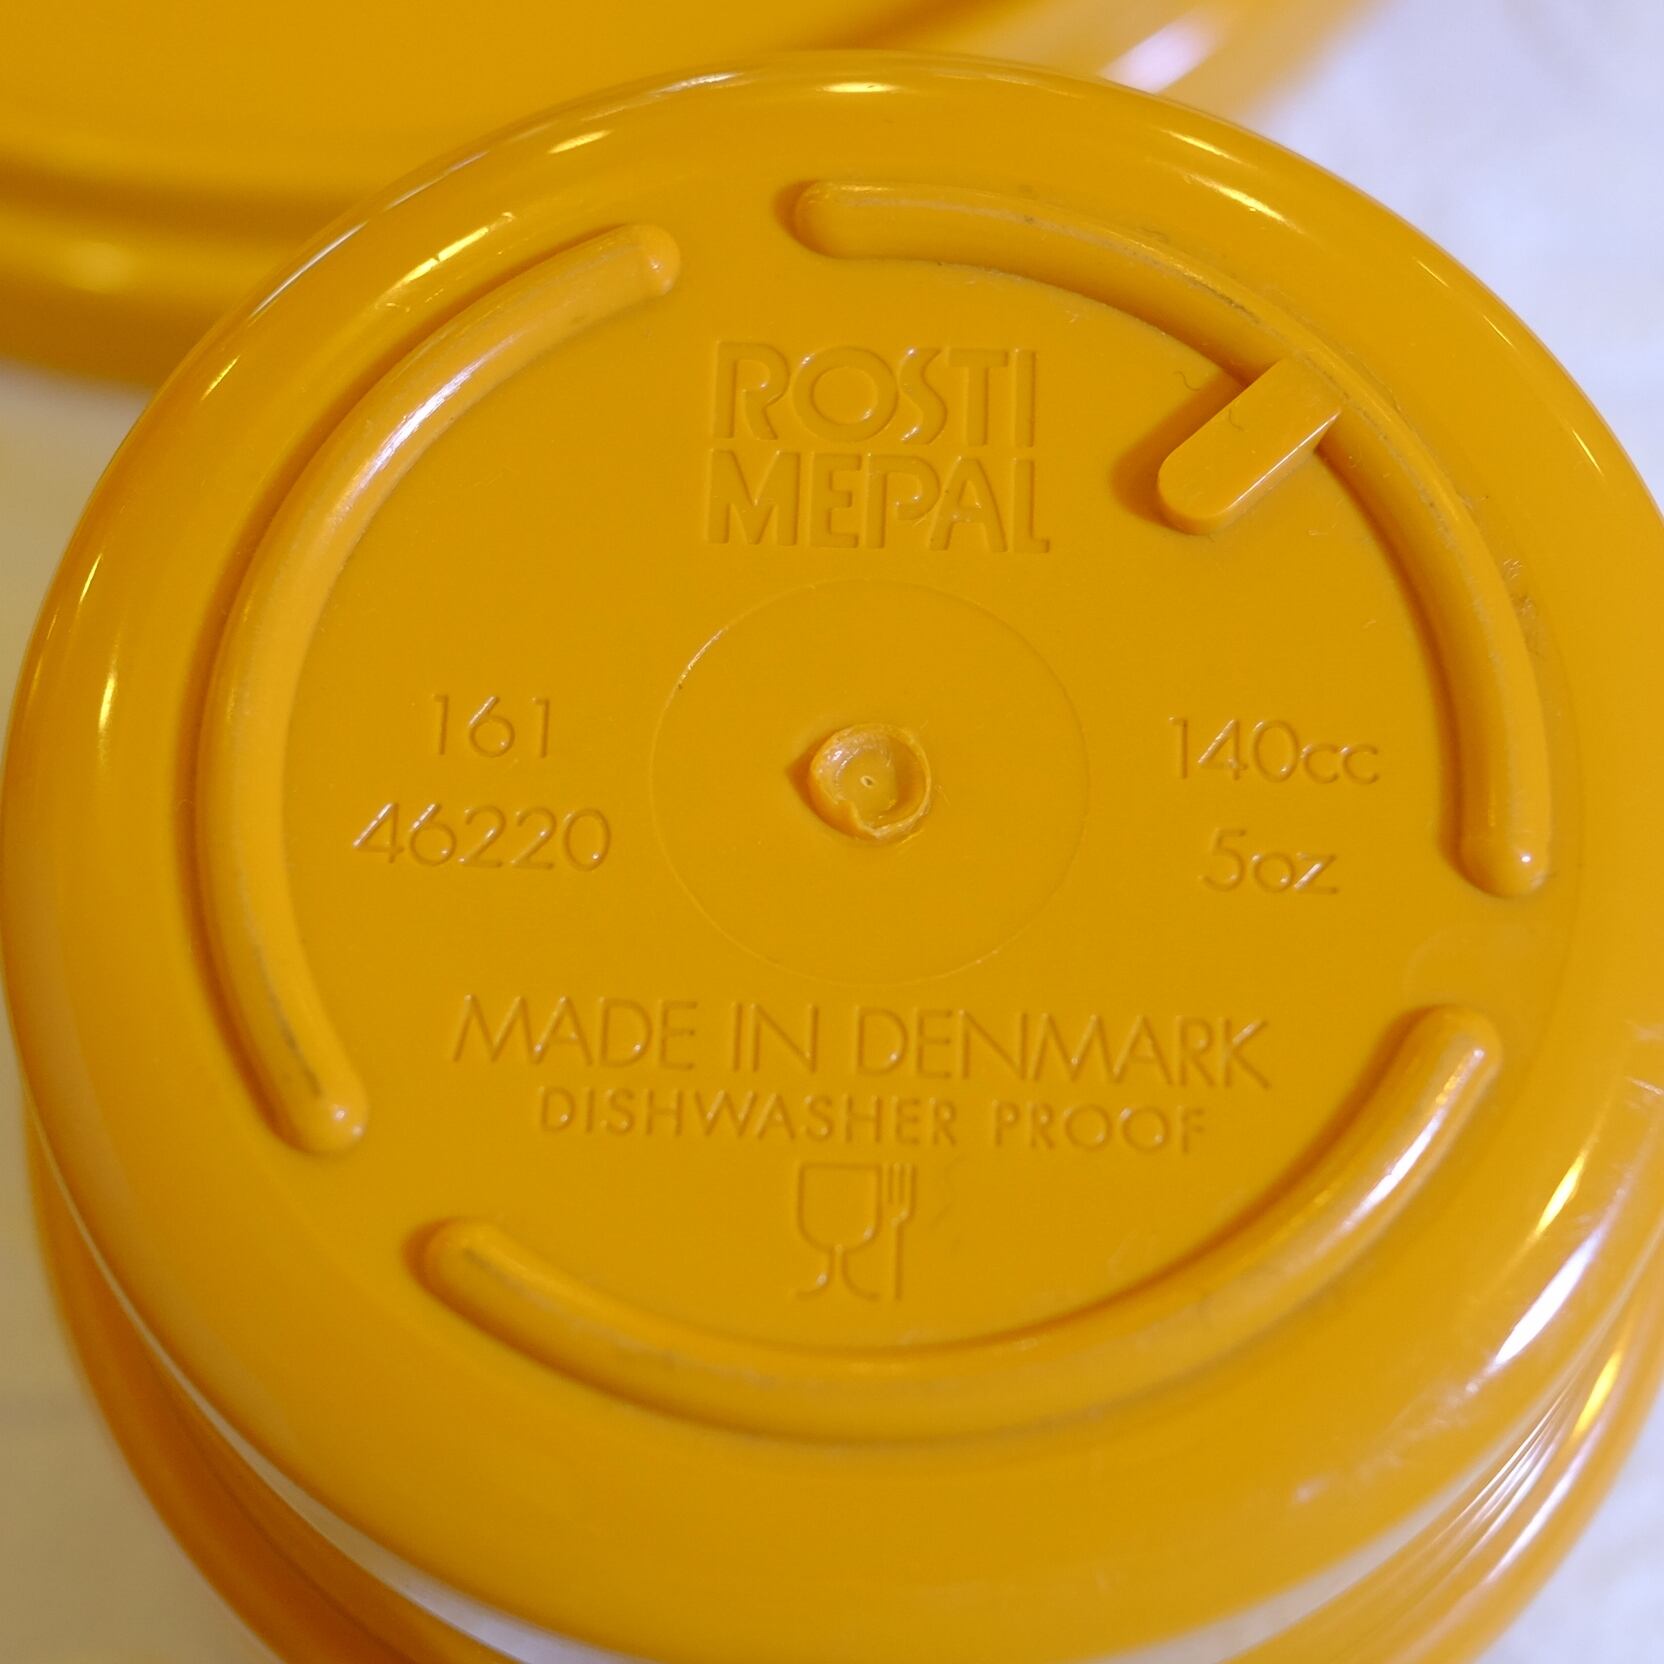 ROSTI
MEPAL
161
46220
140cc
5oz
MADE IN DENMARK
DISHWASHER PROOF